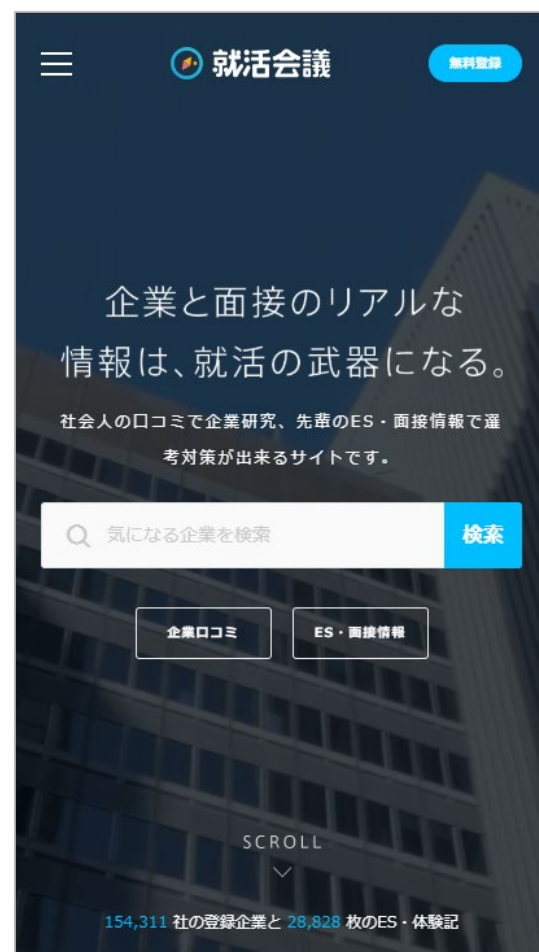 就活会議
無料登録
企業と面接のリアルな
情報は、就活の武器になる。
社会人の口コミで企業研究、先輩のES・面接情報で選
考対策が出来るサイトです。
気になる企業を検索
検索
企業口コミ
ES・面接情報
SCROLL
154,311 社の登録企業と 28,828 枚のES・体験記